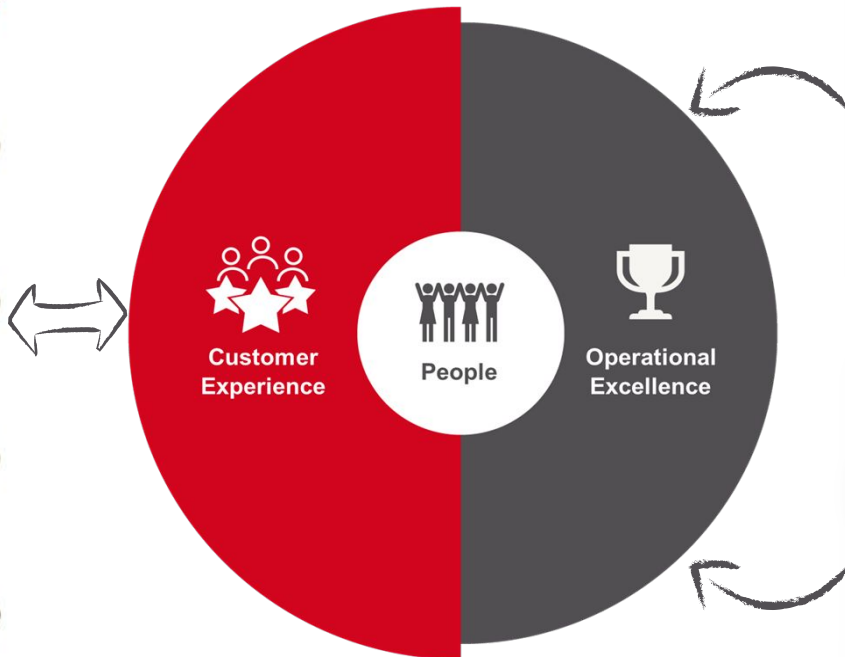 Customer
Experience
People
Operational
Excellence